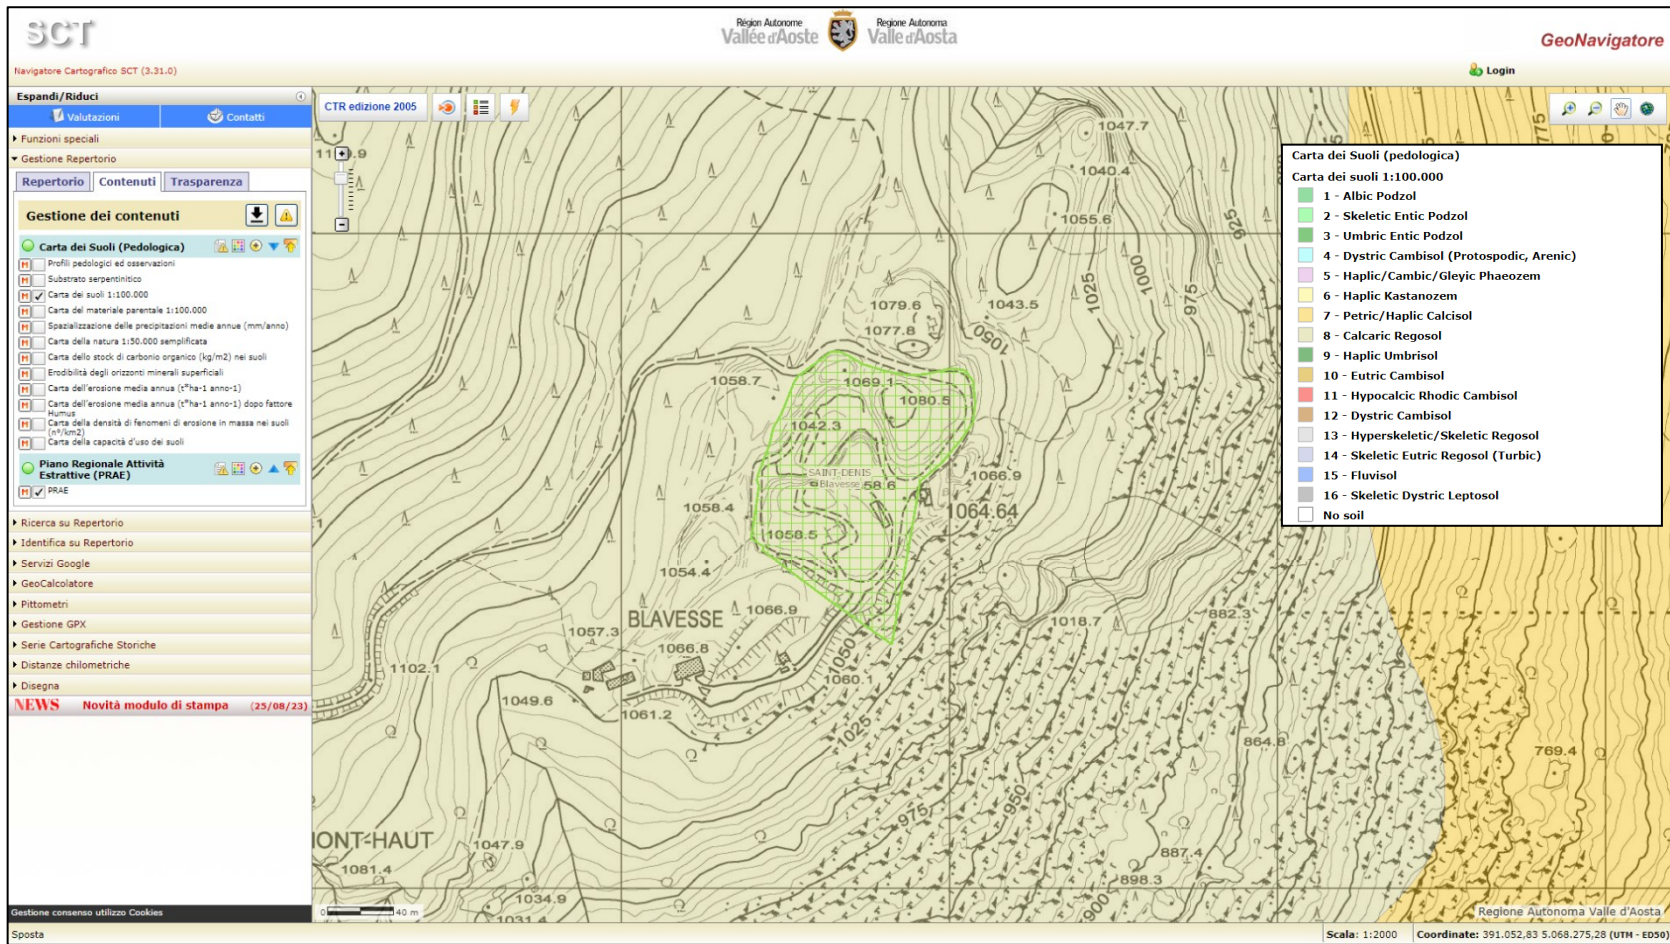 SCT
Région Autonome
Vallée d'Aoste
Regione Autonoma
Valle d'Aosta
GeoNavigatore
Navigatore Cartografico SCT (3.31.0)
Login
Espandi/Riduci
Valutazioni
Contatti
Funzioni speciali
Gestione Repertorio
Repertorio
Contenuti
Trasparenza
Gestione dei contenuti
Carta dei Suoli (Pedologica)
Profili pedologici ed osservazioni
Substrato serpentinitico
Carta dei suoli 1:100.000
Carta del materiale parentale 1:100.000
Spazializzazione delle precipitazioni medie annue (mm/anno)
Carta della natura 1:50.000 semplificata
Carta dello stock di carbonio organico (kg/m2) nei suoli
Erodibilità degli orizzonti minerali superficiali
Carta dell'erosione media annua (t*ha-1 anno-1)
Carta dell'erosione media annua (t*ha-1 anno-1) dopo fattore
Humus
Carta della densità di fenomeni di erosione in massa nei suoli
(n°/km2)
Carta della capacità d'uso dei suoli
Piano Regionale Attività
Estrattive (PRAE)
PRAE
Ricerca su Repertorio
Identifica su Repertorio
Servizi Google
GeoCalcolatore
Pittometri
Gestione GPX
Serie Cartografiche Storiche
Distanze chilometriche
Disegna
NEWS Novità modulo di stampa (25/08/23)
Gestione consenso utilizzo Cookies
Sposta
CTR edizione 2005
1047.7
1040.4
1055.6
925
1000
1025
975
775
1079.6
1077.8
1043.5
1050
1058.7
1069.1
1080.5
1042.3
SAINT-DENIS
Blavesse
58.6
1066.9
1064.64
1058.4
1058.5
1054.4
BLAVESSE
1066.9
1057.3
1066.8
1018.7
882.3
1102.1
1050
1060.1
1049.6
1061.2
1025
864.8
769.4
950
975
MONT-HAUT
1047.9
1081.4
887.4
898.3
1034.9
900
1031.4
0 40 m
Carta dei Suoli (pedologica)
Carta dei suoli 1:100.000
1 - Albic Podzol
2 - Skeletic Entic Podzol
3 - Umbric Entic Podzol
4 - Dystric Cambisol (Protospodic, Arenic)
5 - Haplic/Cambic/Gleyic Phaeozem
6 - Haplic Kastanozem
7 - Petric/Haplic Calcisol
8 - Calcaric Regosol
9 - Haplic Umbrisol
10 - Eutric Cambisol
11 - Hypocalcic Rhodic Cambisol
12 - Dystric Cambisol
13 - Hyperskeletic/Skeletic Regosol
14 - Skeletic Eutric Regosol (Turbic)
15 - Fluvisol
16 - Skeletic Dystric Leptosol
No soil
Regione Autonoma Valle d'Aosta
Scala: 1:2000
Coordinate: 391.052,83 5.068.275,28 (UTM - ED50)